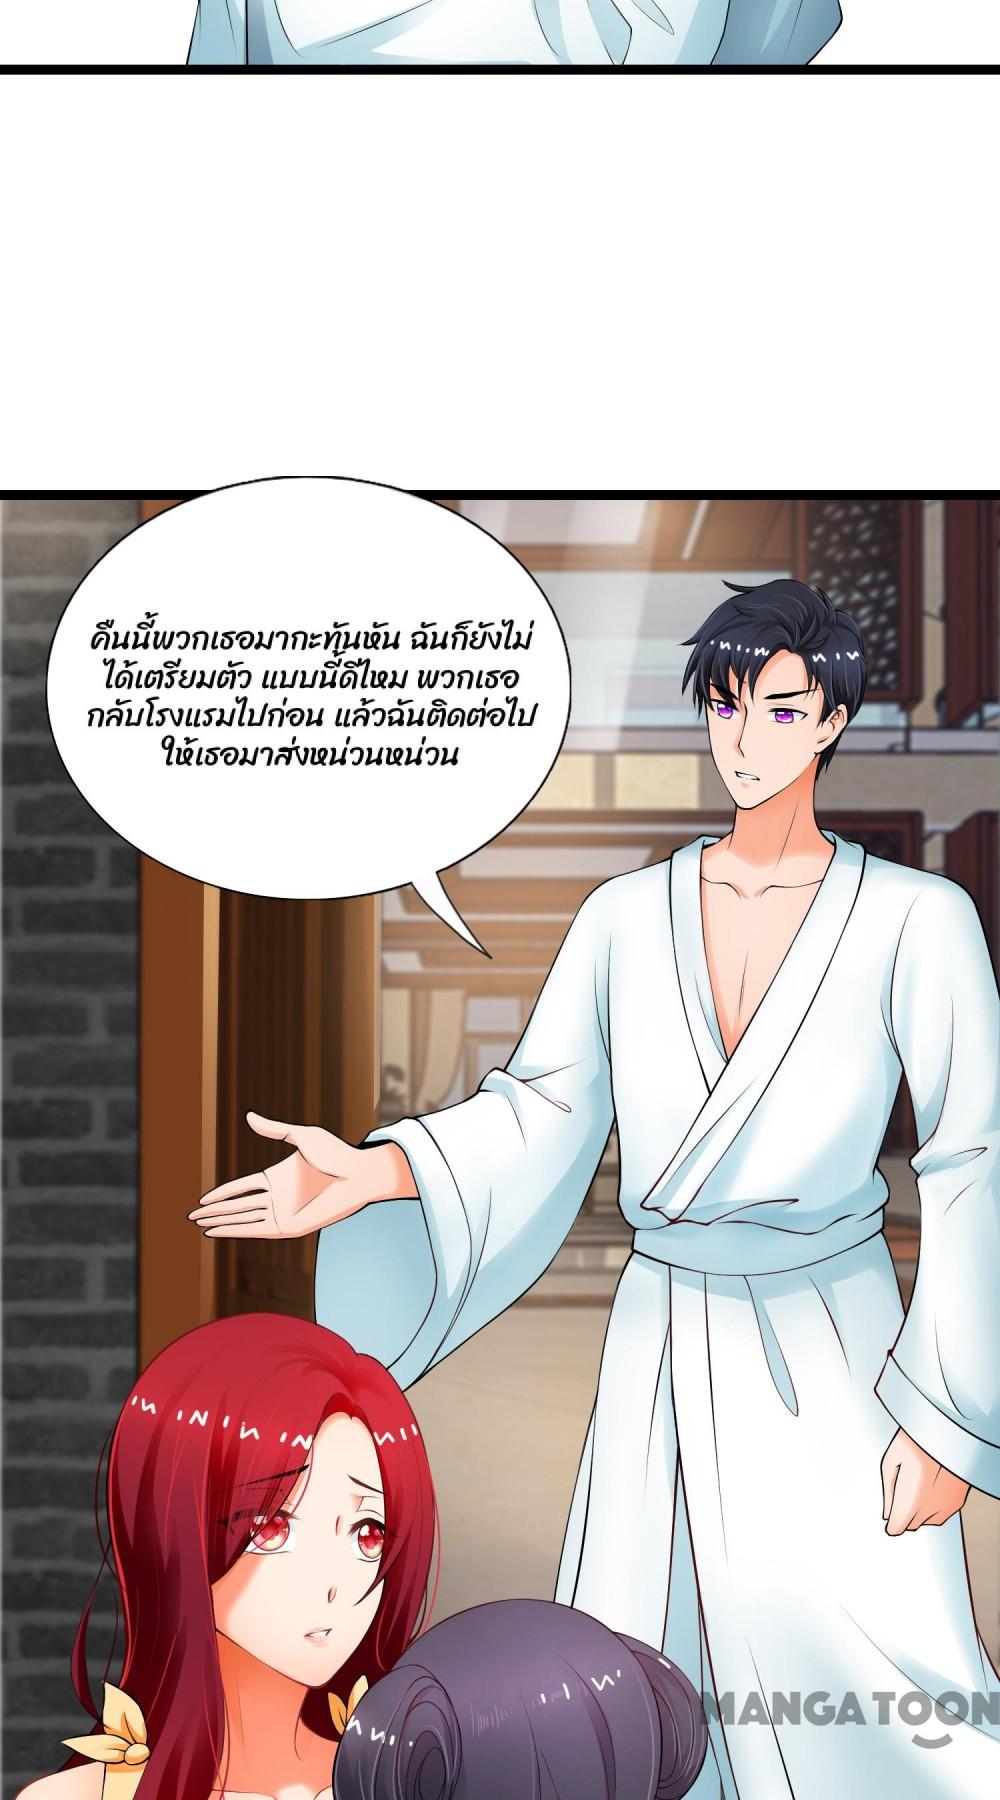 คืนนี้พวกเธอมากะทันหัน ฉันก็ยังไม่
ได้เตรียมตัว แบบนี้ดีไหม พวกเธอ
กลับโรงแรมไปก่อน แล้วฉันติดต่อไป
ให้เธอมาส่งหน่วนหน่วน
MANGATOON